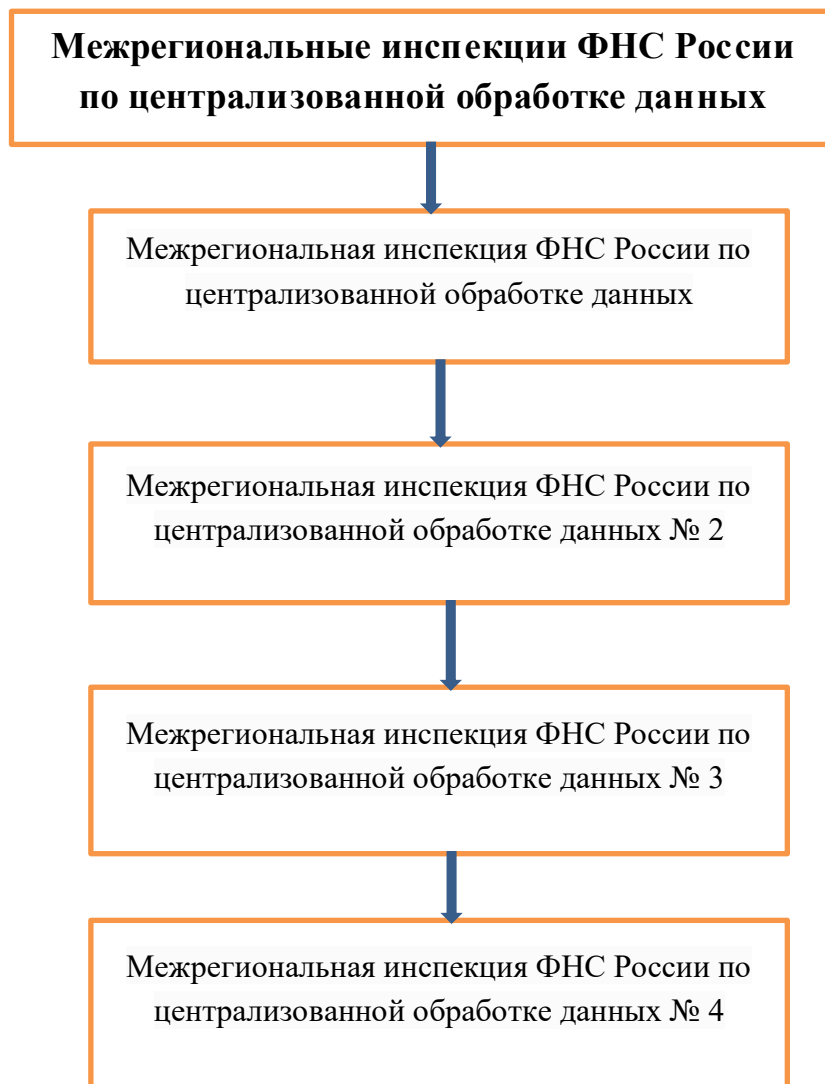 Межрегиональные инспекции ФНС России
по централизованной обработке данных
Межрегиональная инспекция ФНС России по
централизованной обработке данных
Межрегиональная инспекция ФНС России по
централизованной обработке данных № 2
Межрегиональная инспекция ФНС России по
централизованной обработке данных № 3
Межрегиональная инспекция ФНС России по
централизованной обработке данных № 4